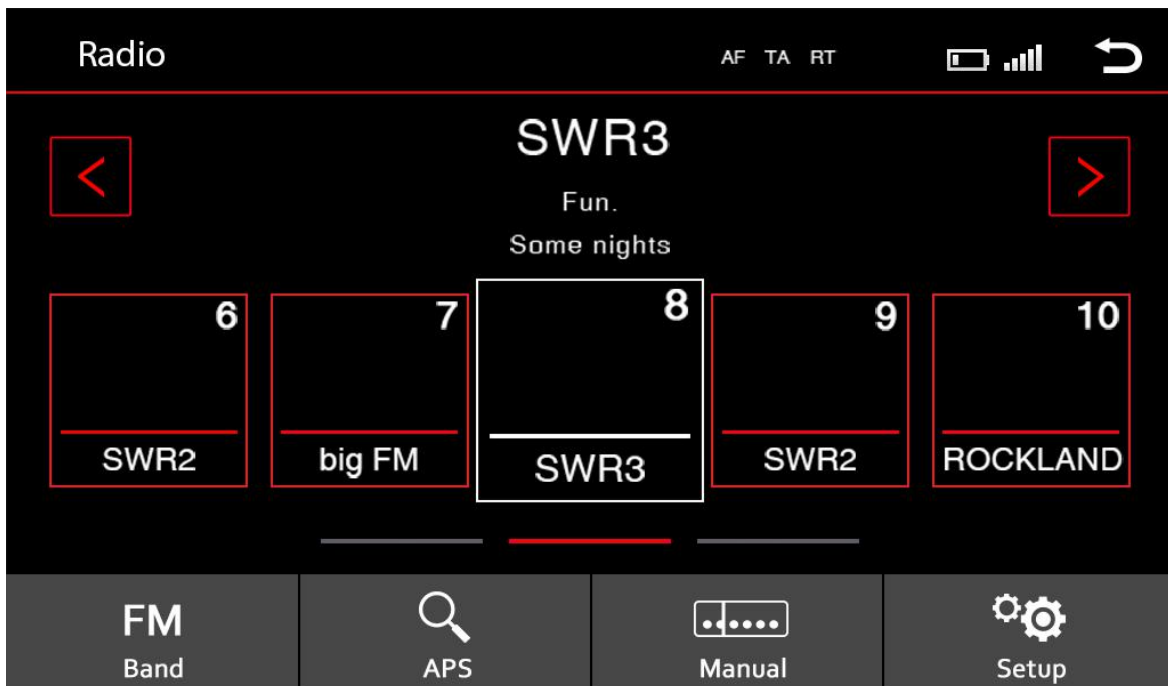 Radio AF TA RT
SWR3
Fun.
Some nights
6 7 8 9 10
SWR2 big FM SWR3 SWR2 ROCKLAND
FM
Band APS Manual Setup